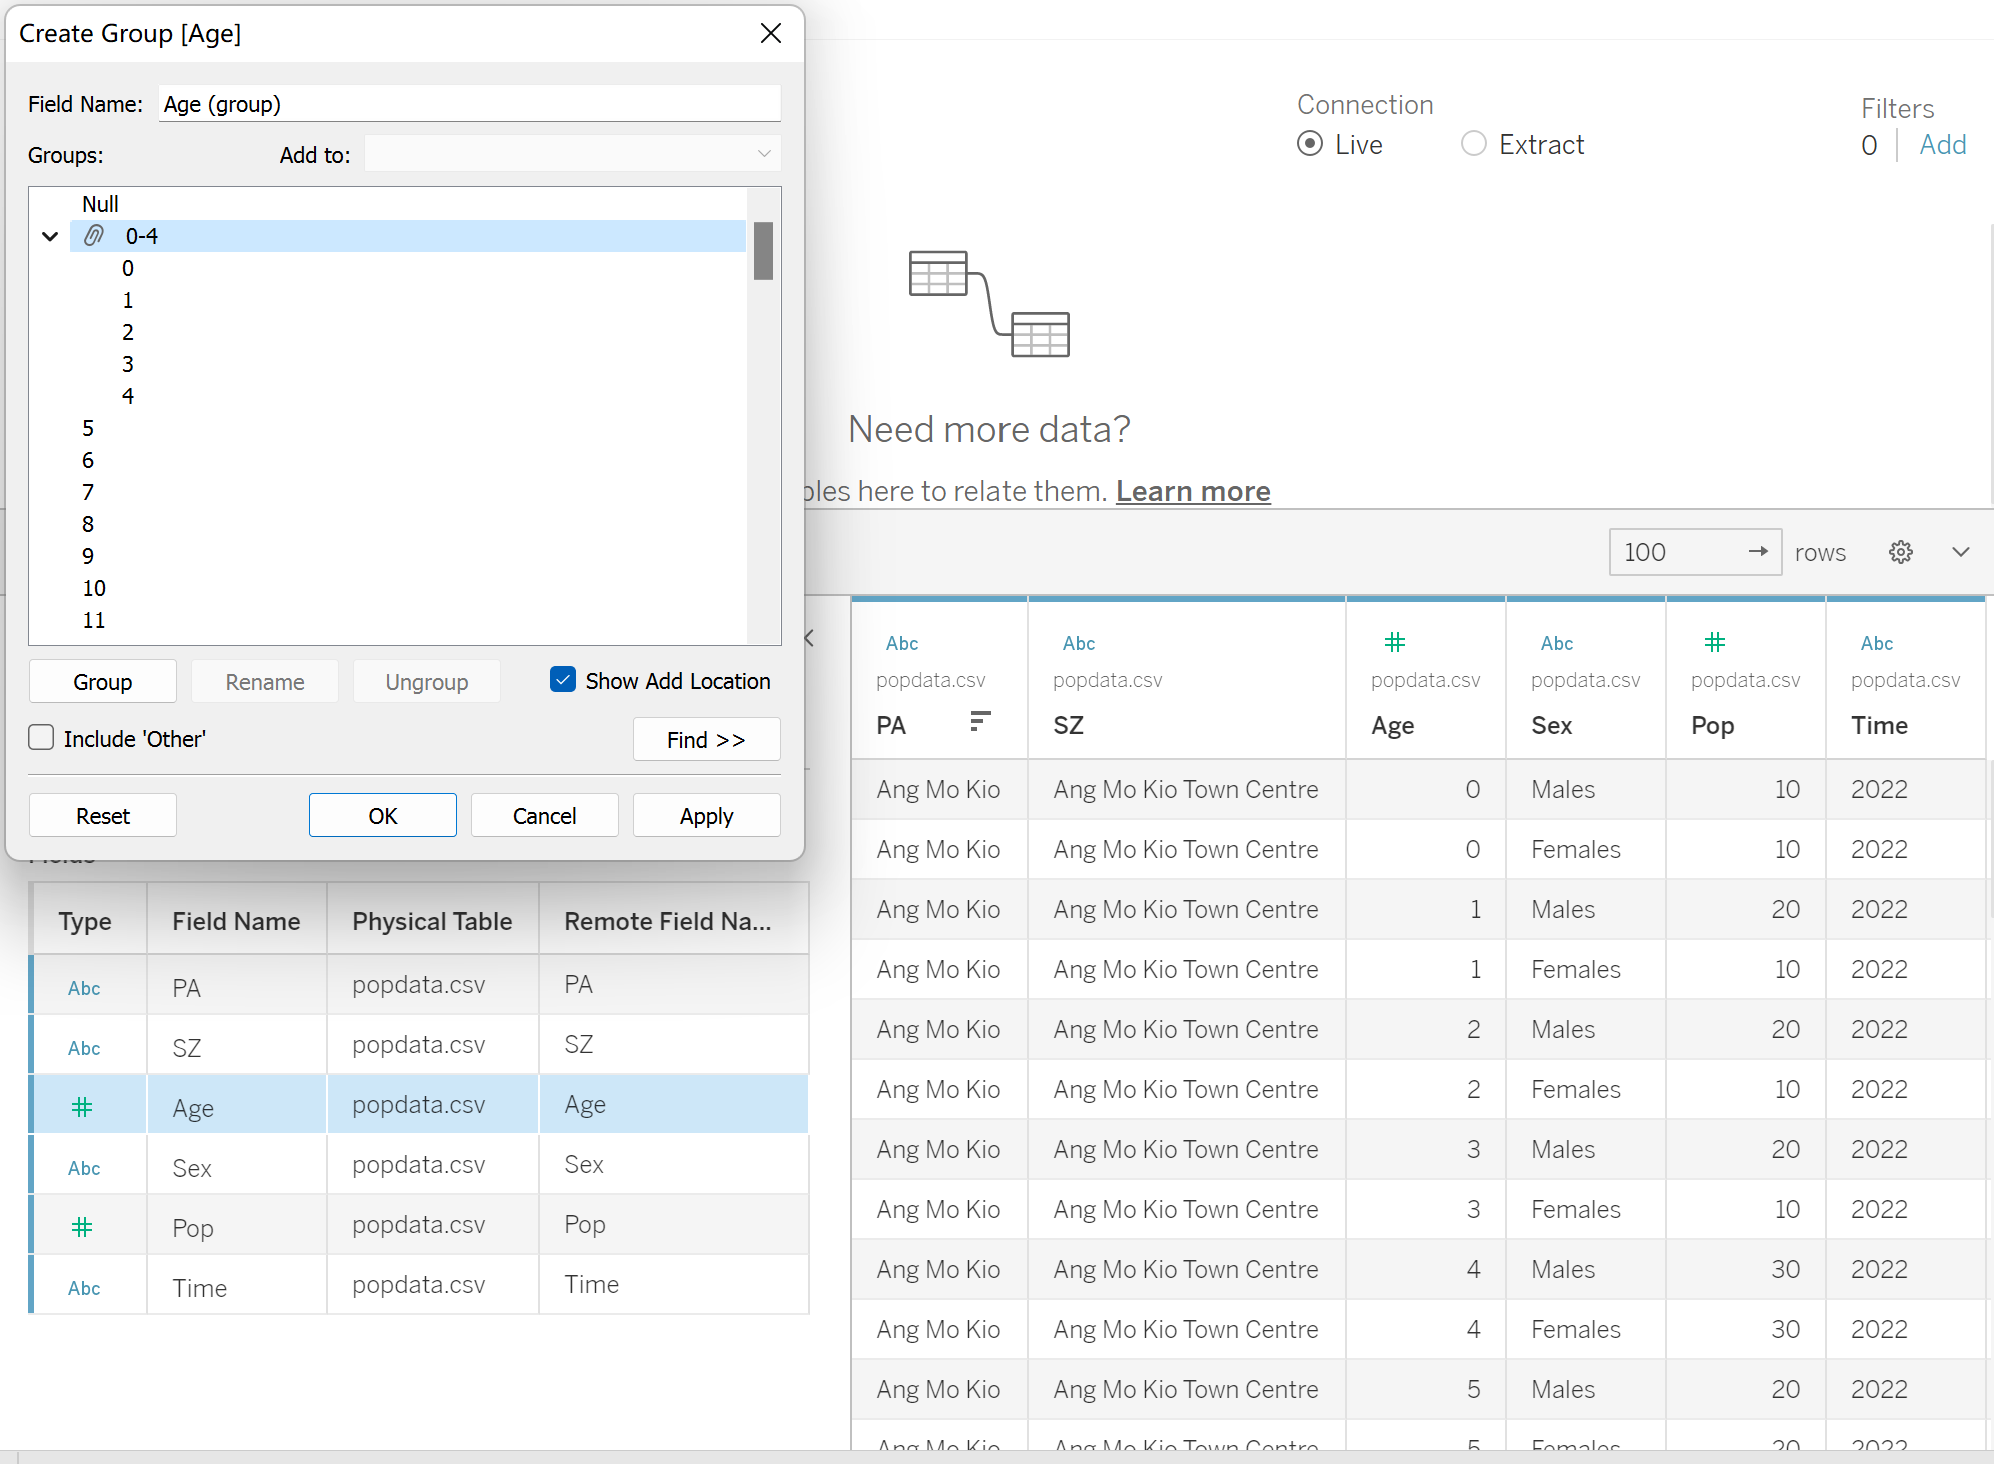 Create Group [Age]
Field Name: Age (group)
Groups: Add to:
Null
0-4
0
1
2
3
4
5
6
7
8
9
10
11
Group Rename Ungroup Show Add Location
Include 'Other' Find >>
Reset OK Cancel Apply
Connection
Live Extract
Filters
0 Add
Need more data?
here to relate them. Learn more
100 rows
Type Field Name Physical Table Remote Field Na...
Abc PA popdata.csv PA
Abc SZ popdata.csv SZ
# Age popdata.csv Age
Abc Sex popdata.csv Sex
# Pop popdata.csv Pop
Abc Time popdata.csv Time
Abc Abc # Abc # Abc
popdata.csv popdata.csv popdata.csv popdata.csv popdata.csv popdata.csv
PA SZ Age Sex Pop Time
Ang Mo Kio Ang Mo Kio Town Centre 0 Males 10 2022
Ang Mo Kio Ang Mo Kio Town Centre 0 Females 10 2022
Ang Mo Kio Ang Mo Kio Town Centre 1 Males 20 2022
Ang Mo Kio Ang Mo Kio Town Centre 1 Females 10 2022
Ang Mo Kio Ang Mo Kio Town Centre 2 Males 20 2022
Ang Mo Kio Ang Mo Kio Town Centre 2 Females 10 2022
Ang Mo Kio Ang Mo Kio Town Centre 3 Males 20 2022
Ang Mo Kio Ang Mo Kio Town Centre 3 Females 10 2022
Ang Mo Kio Ang Mo Kio Town Centre 4 Males 30 2022
Ang Mo Kio Ang Mo Kio Town Centre 4 Females 30 2022
Ang Mo Kio Ang Mo Kio Town Centre 5 Males 20 2022
Ang Mo Kio Ang Mo Kio Town Centre 5 Females 20 2022